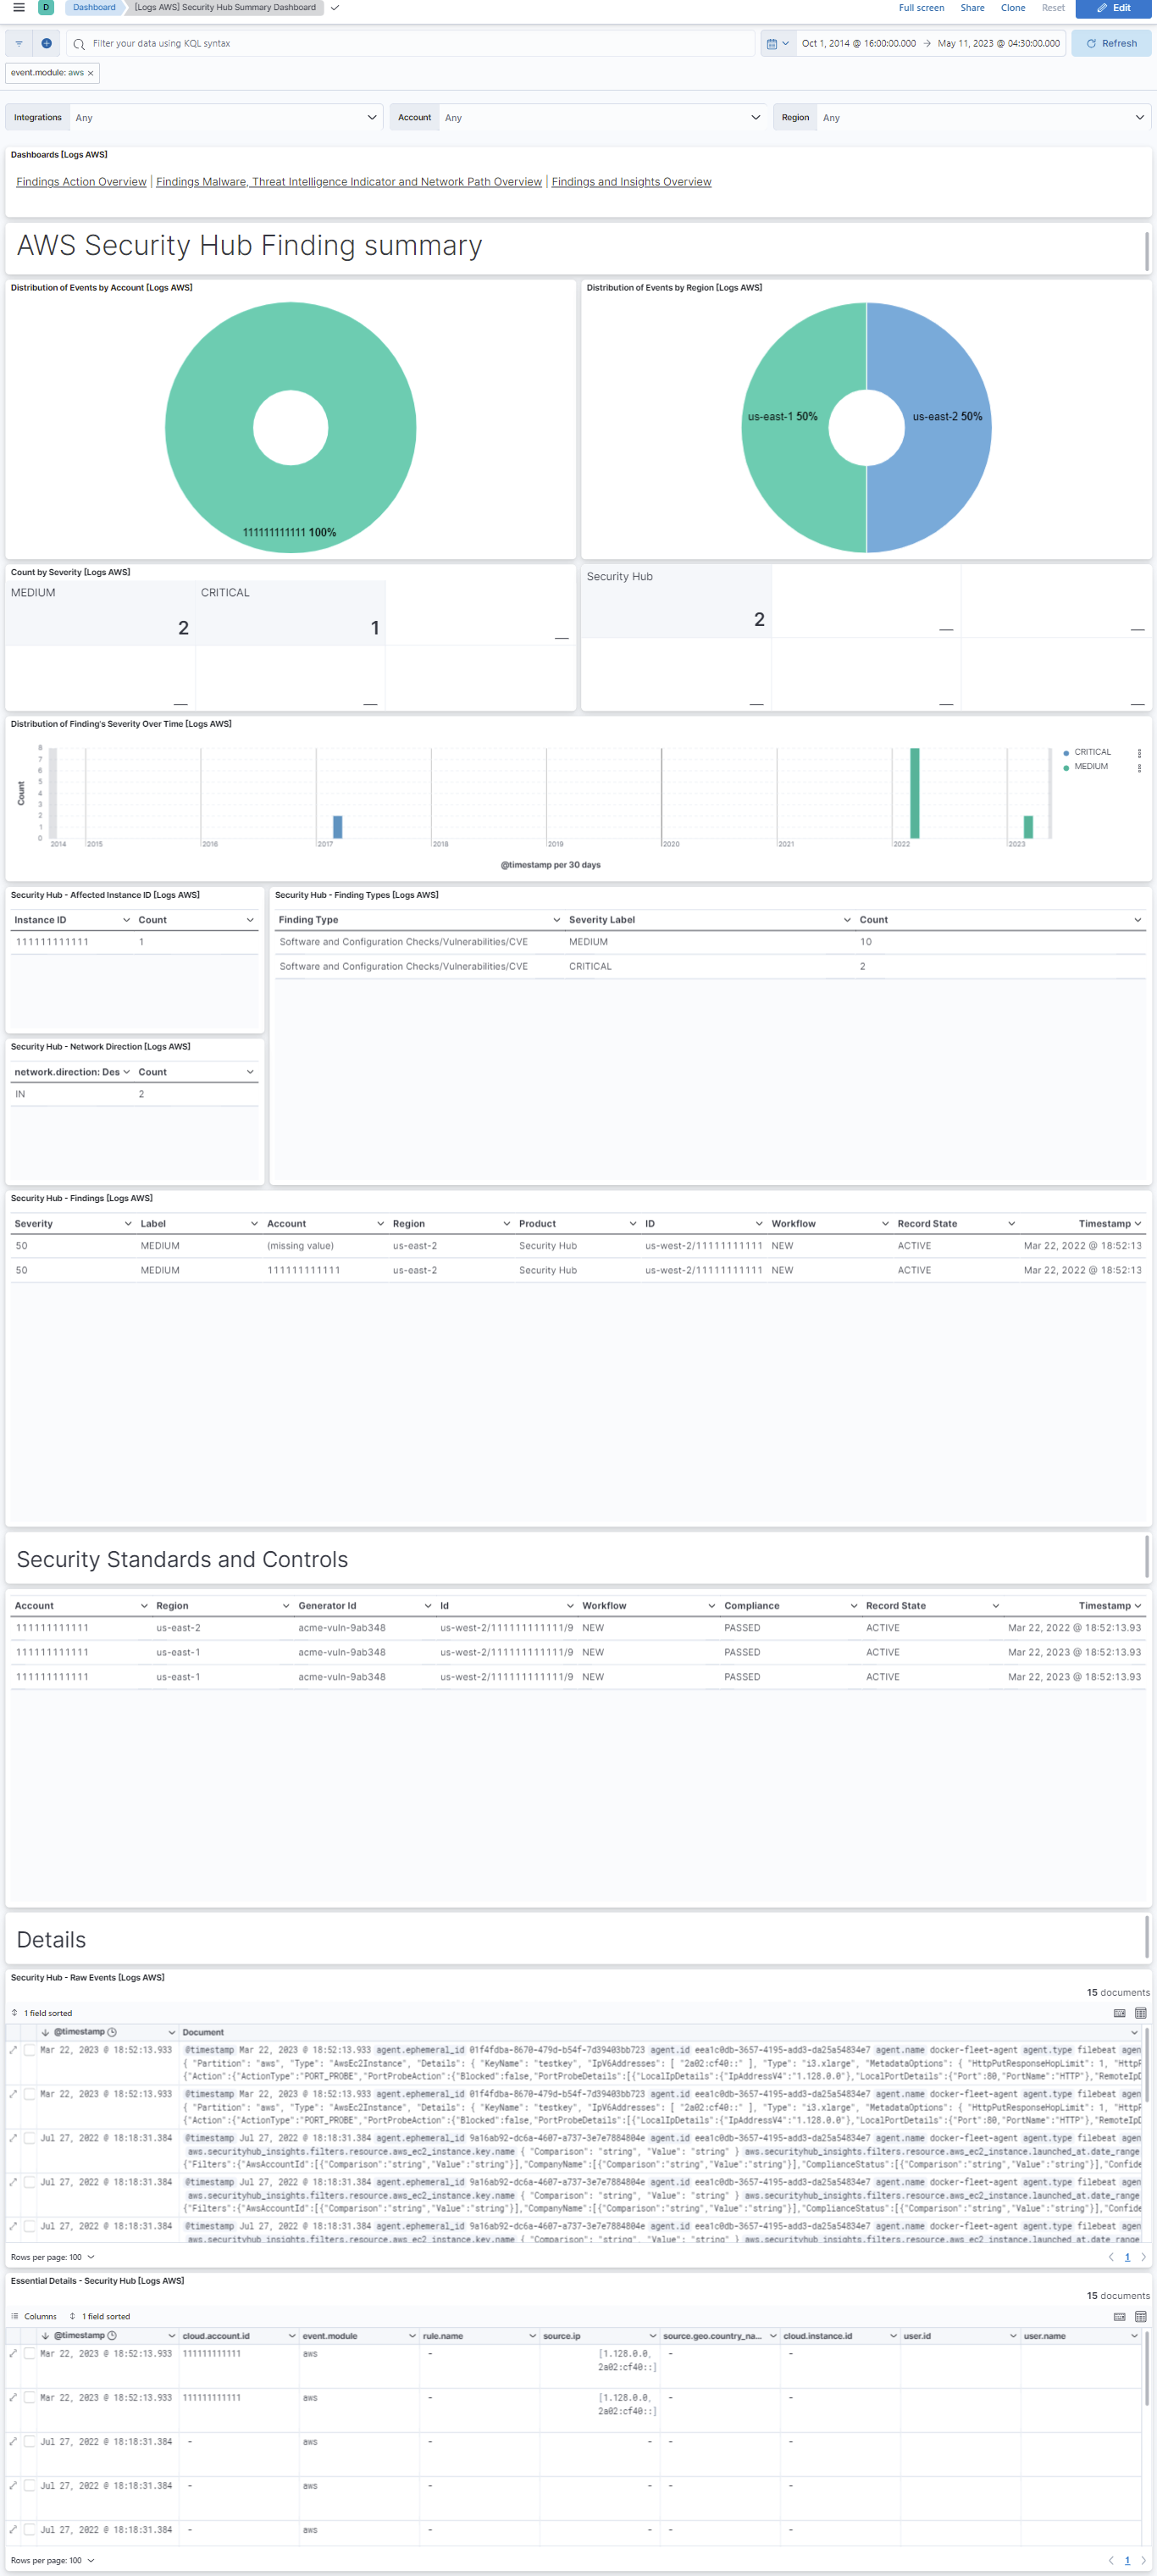 D Dashboard [Logs AWS] Security Hub Summary Dashboard Full screen Share Clone Reset Edit
Filter your data using KQL syntax Oct 1, 2014 @ 16:00:00.000 → May 11, 2023 @ 04:30:00.000 Refresh
event.module: aws ×
Integrations Any Account Any Region Any
Dashboards [Logs AWS]
Findings Action Overview | Findings Malware, Threat Intelligence Indicator and Network Path Overview | Findings and Insights Overview
AWS Security Hub Finding summary
Distribution of Events by Account [Logs AWS]
111111111111 100%
Distribution of Events by Region [Logs AWS]
us-east-1 50% us-east-2 50%
Count by Severity [Logs AWS]
MEDIUM CRITICAL
2 1 —
— — —
Security Hub
2 — —
— — —
Distribution of Finding's Severity Over Time [Logs AWS]
Count
8
7
6
5
4
3
2
1
0
2014 2015 2016 2017 2018 2019 2020 2021 2022 2023
@timestamp per 30 days
CRITICAL
MEDIUM
Security Hub - Affected Instance ID [Logs AWS]
Instance ID Count
111111111111 1
Security Hub - Network Direction [Logs AWS]
network.direction: Des Count
IN 2
Security Hub - Finding Types [Logs AWS]
Finding Type Severity Label Count
Software and Configuration Checks/Vulnerabilities/CVE MEDIUM 10
Software and Configuration Checks/Vulnerabilities/CVE CRITICAL 2
Security Hub - Findings [Logs AWS]
Severity Label Account Region Product ID Workflow Record State Timestamp
50 MEDIUM (missing value) us-east-2 Security Hub us-west-2/11111111111 NEW ACTIVE Mar 22, 2022 @ 18:52:13
50 MEDIUM 111111111111 us-east-2 Security Hub us-west-2/11111111111 NEW ACTIVE Mar 22, 2022 @ 18:52:13
Security Standards and Controls
Account Region Generator Id Id Workflow Compliance Record State Timestamp
111111111111 us-east-2 acme-vuln-9ab348 us-west-2/111111111111/9 NEW PASSED ACTIVE Mar 22, 2022 @ 18:52:13.93
111111111111 us-east-1 acme-vuln-9ab348 us-west-2/111111111111/9 NEW PASSED ACTIVE Mar 22, 2023 @ 18:52:13.93
111111111111 us-east-1 acme-vuln-9ab348 us-west-2/111111111111/9 NEW PASSED ACTIVE Mar 22, 2023 @ 18:52:13.93
Details
Security Hub - Raw Events [Logs AWS]
15 documents
1 field sorted
@timestamp Document
Mar 22, 2023 @ 18:52:13.933 @timestamp Mar 22, 2023 @ 18:52:13.933 agent.ephemeral_id 01f4fdba-8670-479d-b54f-7d39403bb723 agent.id eea1c0db-3657-4195-add3-da25a54834e7 agent.name docker-fleet-agent agent.type filebeat agen
{ "Partition": "aws", "Type": "AwsEc2Instance", "Details": { "KeyName": "testkey", "IpV6Addresses": [ "2a02:cf40::" ], "Type": "i3.xlarge", "MetadataOptions": { "HttpPutResponseHopLimit": 1, "HttpF
{"Action":{"ActionType":"PORT_PROBE","PortProbeAction":{"Blocked":false,"PortProbeDetails":[{"LocalIpDetails":{"IpAddressV4":"1.128.0.0"},"LocalPortDetails":{"Port":80,"PortName":"HTTP"},"RemoteIpD
Mar 22, 2023 @ 18:52:13.933 @timestamp Mar 22, 2023 @ 18:52:13.933 agent.ephemeral_id 01f4fdba-8670-479d-b54f-7d39403bb723 agent.id eea1c0db-3657-4195-add3-da25a54834e7 agent.name docker-fleet-agent agent.type filebeat agen
{ "Partition": "aws", "Type": "AwsEc2Instance", "Details": { "KeyName": "testkey", "IpV6Addresses": [ "2a02:cf40::" ], "Type": "i3.xlarge", "MetadataOptions": { "HttpPutResponseHopLimit": 1, "HttpF
{"Action":{"ActionType":"PORT_PROBE","PortProbeAction":{"Blocked":false,"PortProbeDetails":[{"LocalIpDetails":{"IpAddressV4":"1.128.0.0"},"LocalPortDetails":{"Port":80,"PortName":"HTTP"},"RemoteIpD
Jul 27, 2022 @ 18:18:31.384 @timestamp Jul 27, 2022 @ 18:18:31.384 agent.ephemeral_id 9a16ab92-dc6a-4607-a737-3e7e7884804e agent.id eea1c0db-3657-4195-add3-da25a54834e7 agent.name docker-fleet-agent agent.type filebeat agen
aws.securityhub_insights.filters.resource.aws_ec2_instance.key.name { "Comparison": "string", "Value": "string" } aws.securityhub_insights.filters.resource.aws_ec2_instance.launched_at.date_range
{"Filters":{"AwsAccountId":[{"Comparison":"string","Value":"string"}],"CompanyName":[{"Comparison":"string","Value":"string"}],"ComplianceStatus":[{"Comparison":"string","Value":"string"}],"Confide
Jul 27, 2022 @ 18:18:31.384 @timestamp Jul 27, 2022 @ 18:18:31.384 agent.ephemeral_id 9a16ab92-dc6a-4607-a737-3e7e7884804e agent.id eea1c0db-3657-4195-add3-da25a54834e7 agent.name docker-fleet-agent agent.type filebeat agen
aws.securityhub_insights.filters.resource.aws_ec2_instance.key.name { "Comparison": "string", "Value": "string" } aws.securityhub_insights.filters.resource.aws_ec2_instance.launched_at.date_range
{"Filters":{"AwsAccountId":[{"Comparison":"string","Value":"string"}],"CompanyName":[{"Comparison":"string","Value":"string"}],"ComplianceStatus":[{"Comparison":"string","Value":"string"}],"Confide
Jul 27, 2022 @ 18:18:31.384 @timestamp Jul 27, 2022 @ 18:18:31.384 agent.ephemeral_id 9a16ab92-dc6a-4607-a737-3e7e7884804e agent.id eea1c0db-3657-4195-add3-da25a54834e7 agent.name docker-fleet-agent agent.type filebeat agen
aws.securityhub_insights.filters.resource.aws_ec2_instance.key.name { "Comparison": "string", "Value": "string" } aws.securityhub_insights.filters.resource.aws_ec2_instance.launched_at.date_range
Rows per page: 100 1
Essential Details - Security Hub [Logs AWS]
15 documents
Columns 1 field sorted
@timestamp cloud.account.id event.module rule.name source.ip source.geo.country_na... cloud.instance.id user.id user.name
Mar 22, 2023 @ 18:52:13.933 111111111111 aws - [1.128.0.0, - -
2a02:cf40::]
Mar 22, 2023 @ 18:52:13.933 111111111111 aws - [1.128.0.0, - -
2a02:cf40::]
Jul 27, 2022 @ 18:18:31.384 - aws - - - -
Jul 27, 2022 @ 18:18:31.384 - aws - - - -
Jul 27, 2022 @ 18:18:31.384 - aws - - - -
Rows per page: 100 1